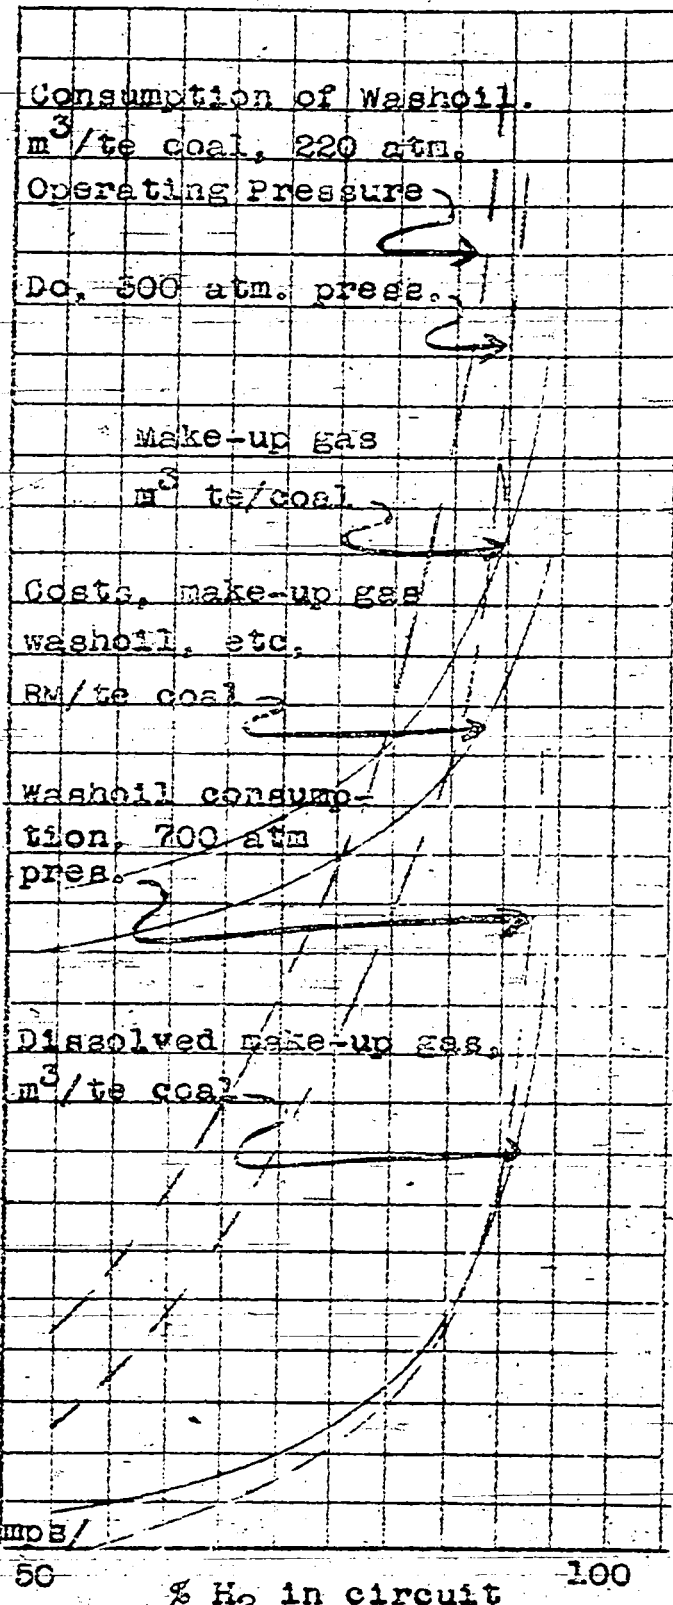 Consumption of Washoil.
m³/te coal, 220 atm.
Operating Pressure
Do, 300 atm. press.
Make-up gas
m³ te/coal
Costs, make-up gas
washoil, etc,
RM/te coal
Washoil consump-
tion, 700 atm
pres.
Dissolved make-up gas,
m³/te coal
mps/
50 100
% H₂ in circuit